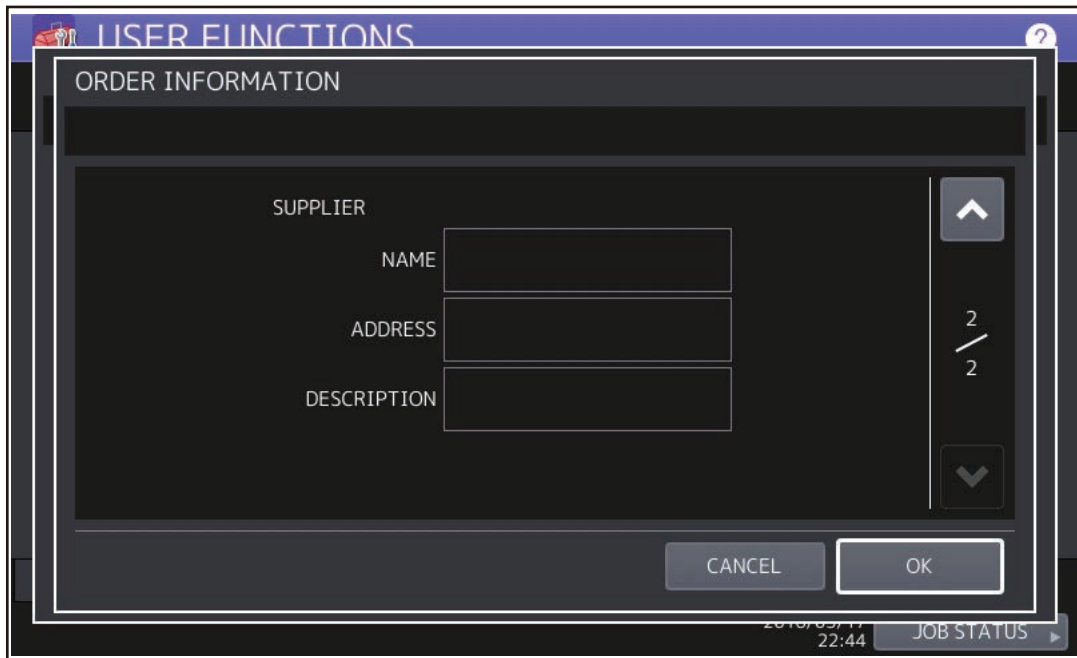 USER FUNCTIONS
?
ORDER INFORMATION
SUPPLIER
NAME
ADDRESS
2
2
DESCRIPTION
CANCEL
OK
22:44
JOB STATUS